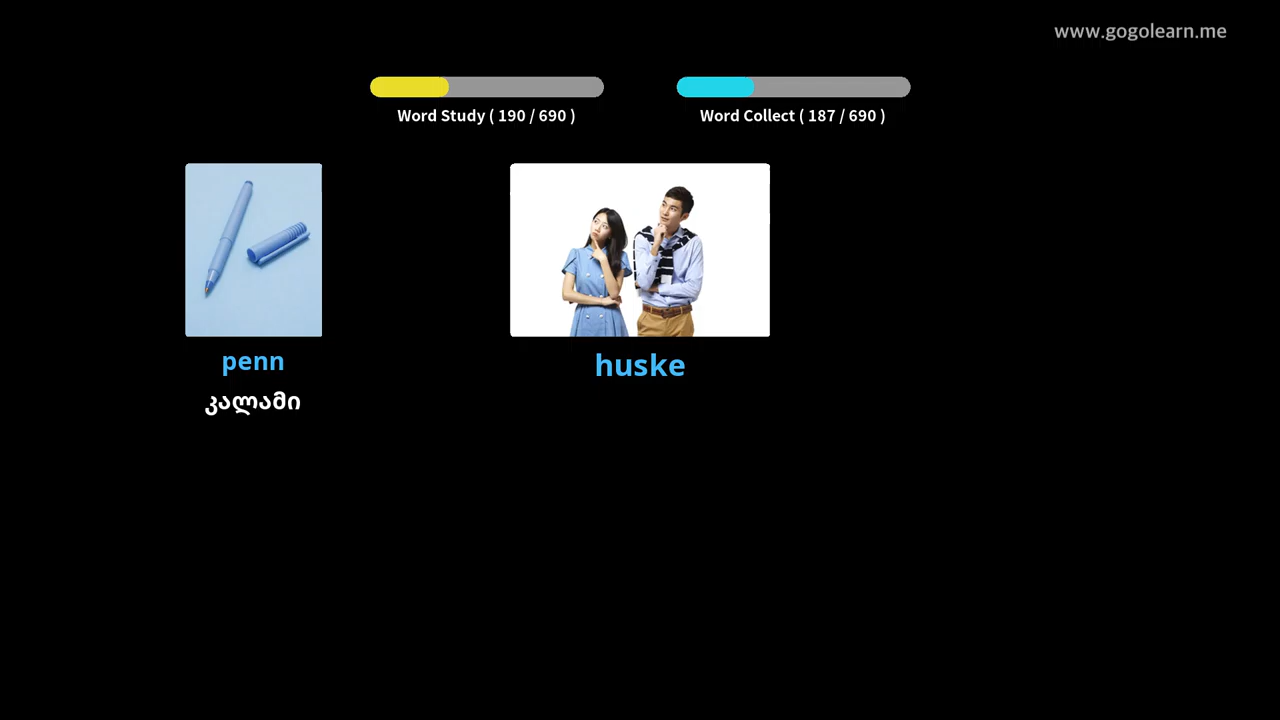 www.gogolearn.me
Word Study ( 190 / 690 )
Word Collect ( 187 / 690 )
penn
კალამი
huske